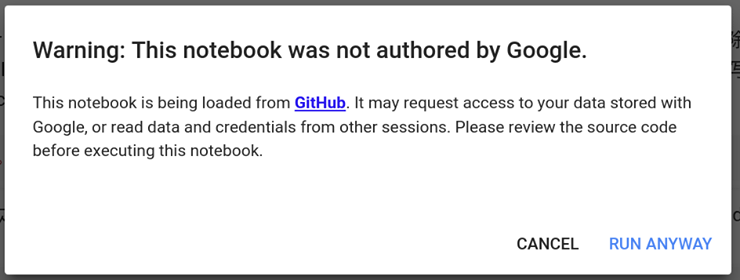 Warning: This notebook was not authored by Google.
This notebook is being loaded from GitHub. It may request access to your data stored with
Google, or read data and credentials from other sessions. Please review the source code
before executing this notebook.
CANCEL RUN ANYWAY